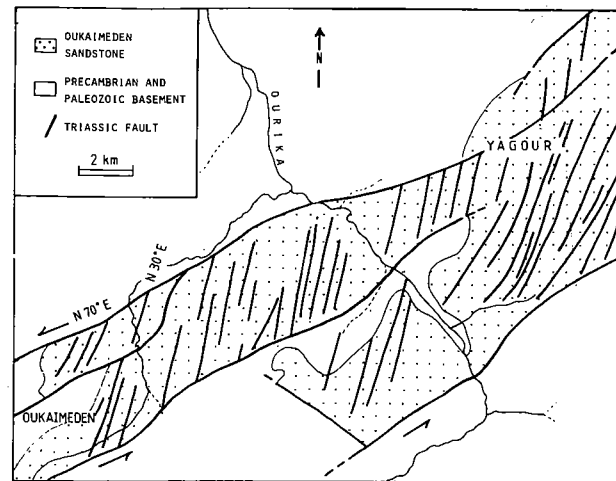 OUKAIMEDEN
SANDSTONE
PRECAMBRIAN AND
PALEOZOIC BASEMENT
TRIASSIC FAULT
2 km
N
OURIKA
YAGOUR
N 30°E
N 70°E
OUKAIMEDEN